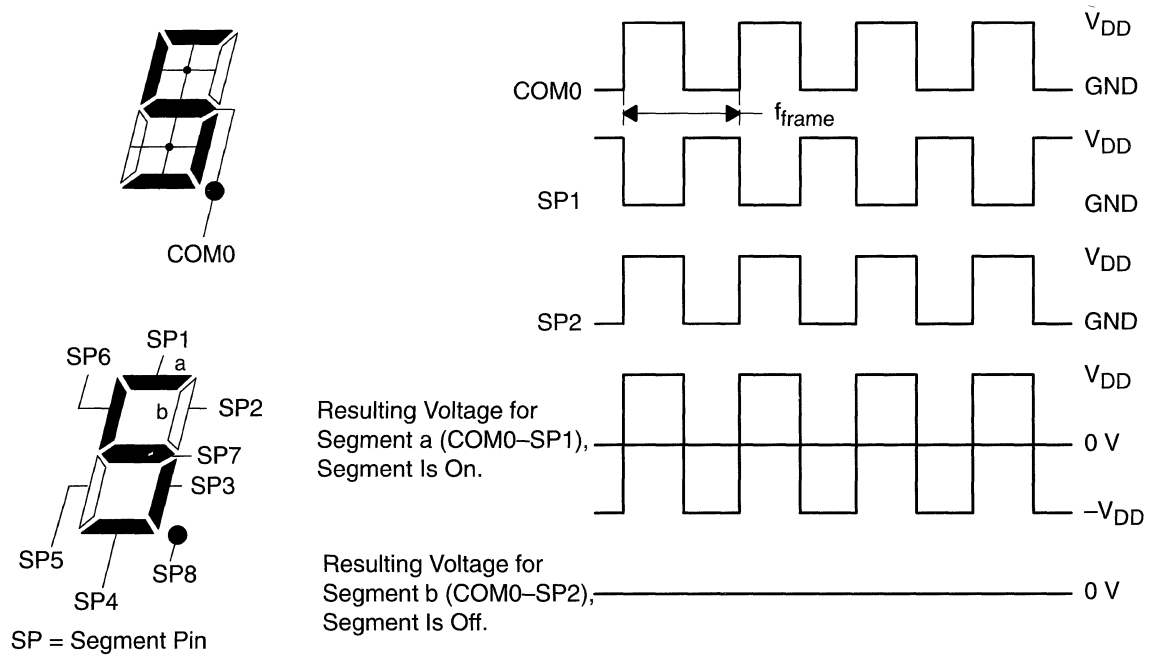 COM0
SP1
a
SP6
b
SP2
SP7
SP3
SP5
SP8
SP4
SP = Segment Pin
V_DD
COM0
GND
f_frame
V_DD
SP1
GND
V_DD
SP2
GND
V_DD
Resulting Voltage for
Segment a (COM0–SP1),
Segment Is On.
0 V
–V_DD
Resulting Voltage for
Segment b (COM0–SP2),
Segment Is Off.
0 V